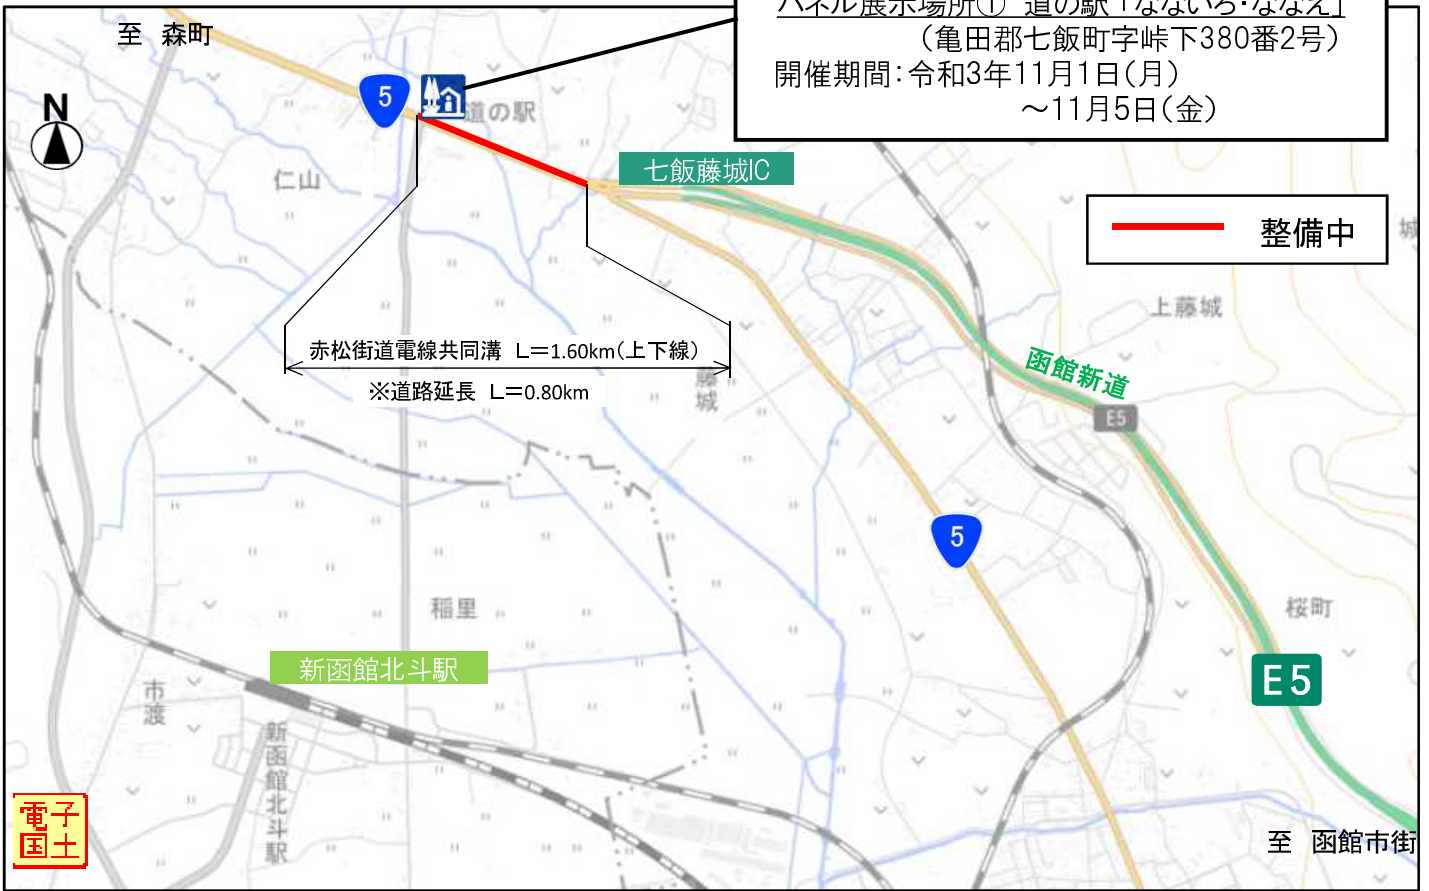 パネル展示場所① 道の駅「なないろ・ななえ」
(亀田郡七飯町字峠下380番2号)
開催期間:令和3年11月1日(月)
～11月5日(金)
至 森町
N
5
道の駅
七飯藤城IC
仁山
整備中
城
上藤城
赤松街道電線共同溝 L=1.60km(上下線)
※道路延長 L=0.80km
藤城
函館新道
E5
5
稲里
桜町
新函館北斗駅
E5
市渡
新函館北斗駅
電子
国土
至 函館市街